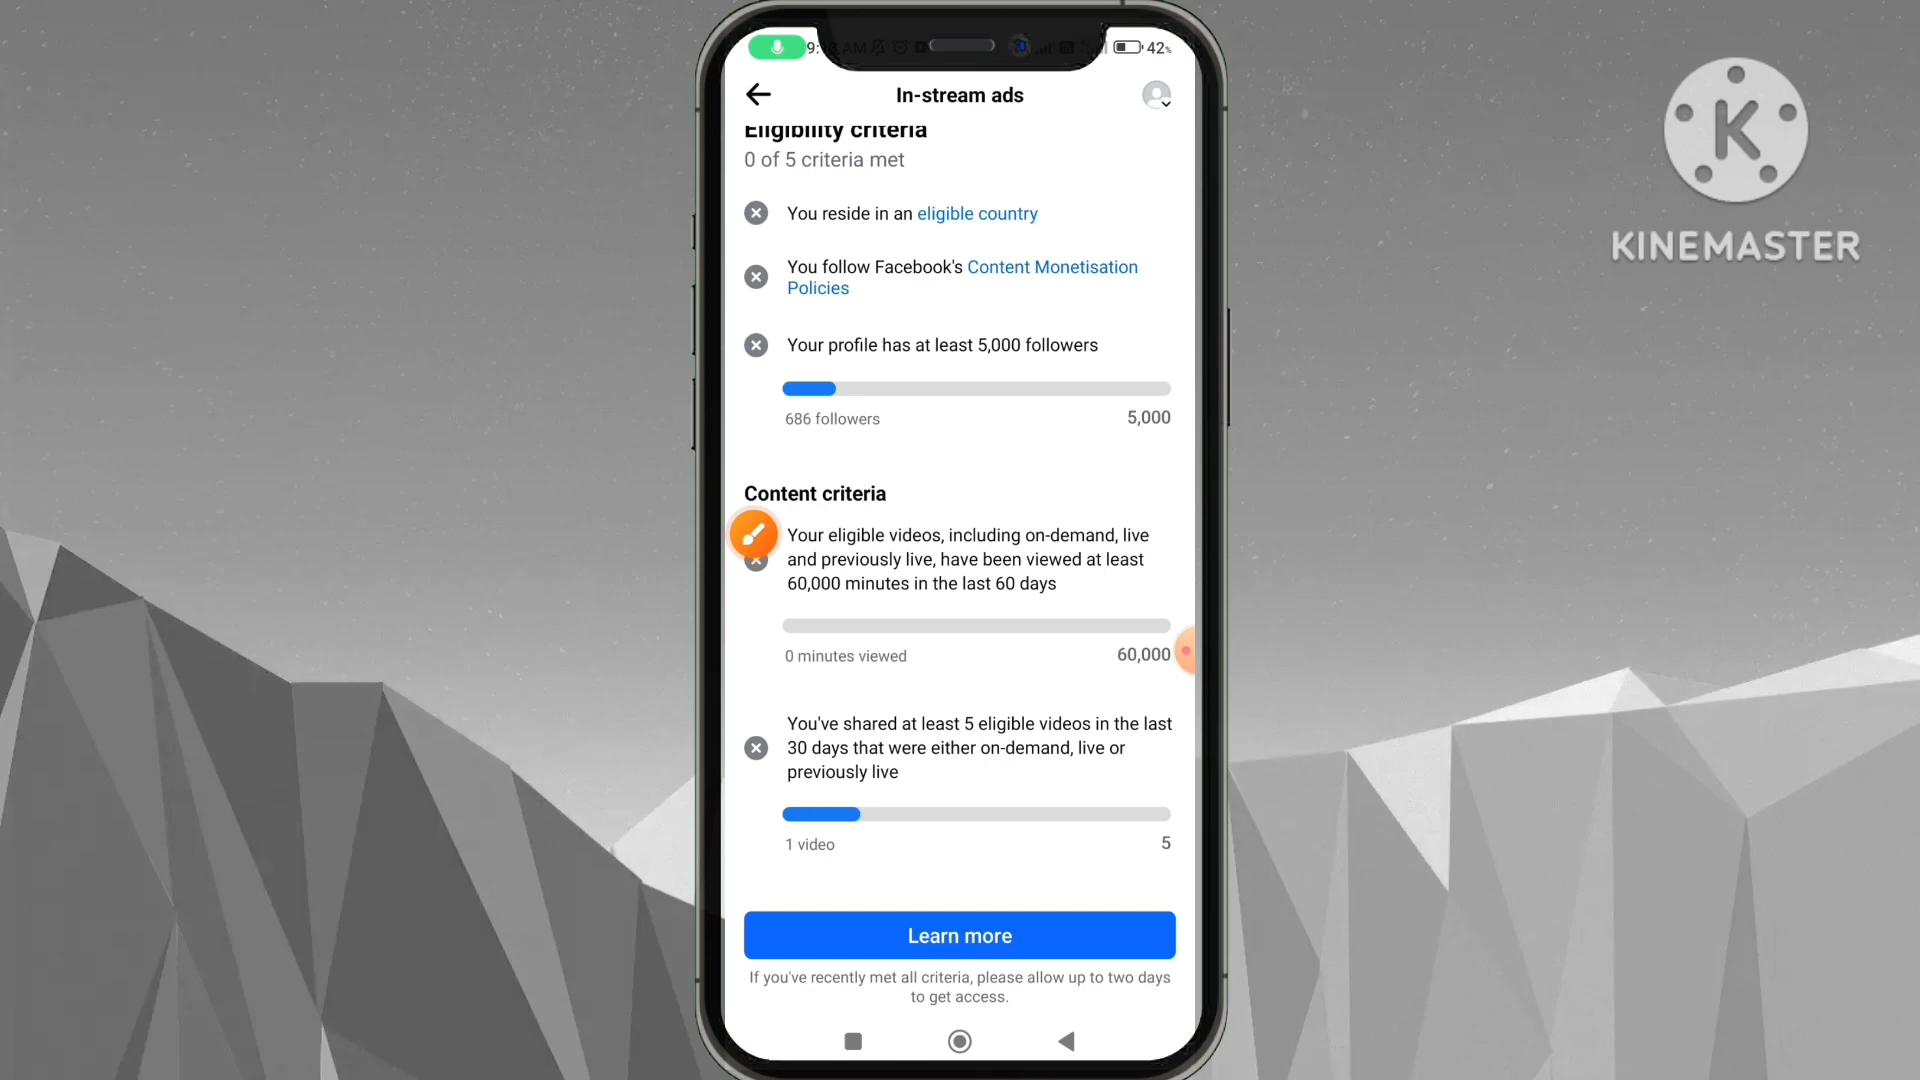 AM 42%
In-stream ads
Eligibility criteria
0 of 5 criteria met
You reside in an eligible country
You follow Facebook's Content Monetisation
Policies
Your profile has at least 5,000 followers
686 followers 5,000
Content criteria
Your eligible videos, including on-demand, live
and previously live, have been viewed at least
60,000 minutes in the last 60 days
0 minutes viewed 60,000
You've shared at least 5 eligible videos in the last
30 days that were either on-demand, live or
previously live
1 video 5
Learn more
If you've recently met all criteria, please allow up to two days
to get access.
K
KINEMASTER